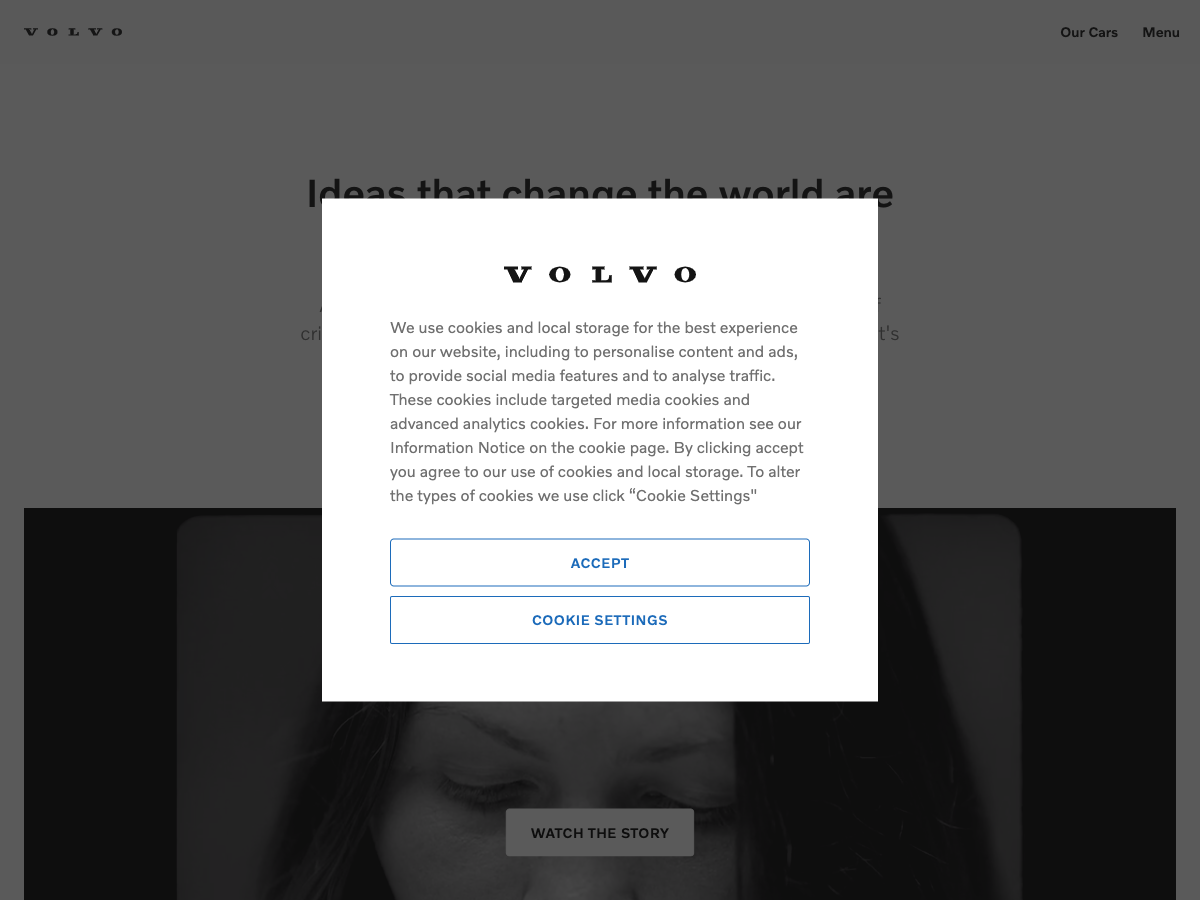 VOLVO
Our Cars
Menu
Ideas that change the world are
VOLVO
We use cookies and local storage for the best experience
on our website, including to personalise content and ads,
to provide social media features and to analyse traffic.
These cookies include targeted media cookies and
advanced analytics cookies. For more information see our
Information Notice on the cookie page. By clicking accept
you agree to our use of cookies and local storage. To alter
the types of cookies we use click “Cookie Settings"
ACCEPT
COOKIE SETTINGS
WATCH THE STORY